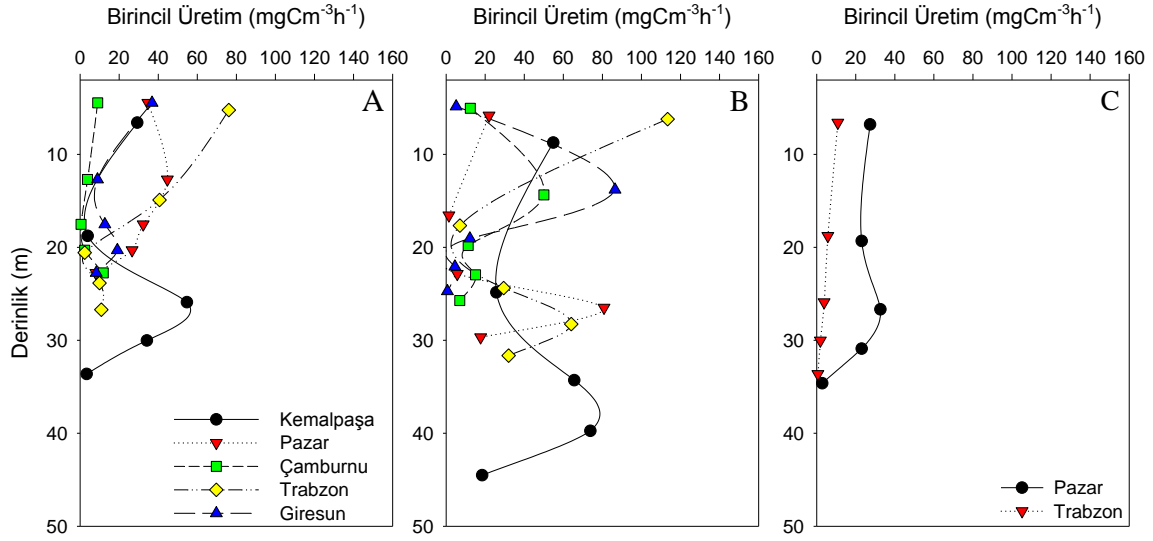 Birincil Üretim (mgCm⁻³h⁻¹)
0 20 40 60 80 100 120 140 160
A
10
20
30
40
50
Derinlik (m)
Kemalpaşa
Pazar
Çamburnu
Trabzon
Giresun
Birincil Üretim (mgCm⁻³h⁻¹)
0 20 40 60 80 100 120 140 160
B
10
20
30
40
50
Birincil Üretim (mgCm⁻³h⁻¹)
0 20 40 60 80 100 120 140 160
C
10
20
30
40
50
Pazar
Trabzon